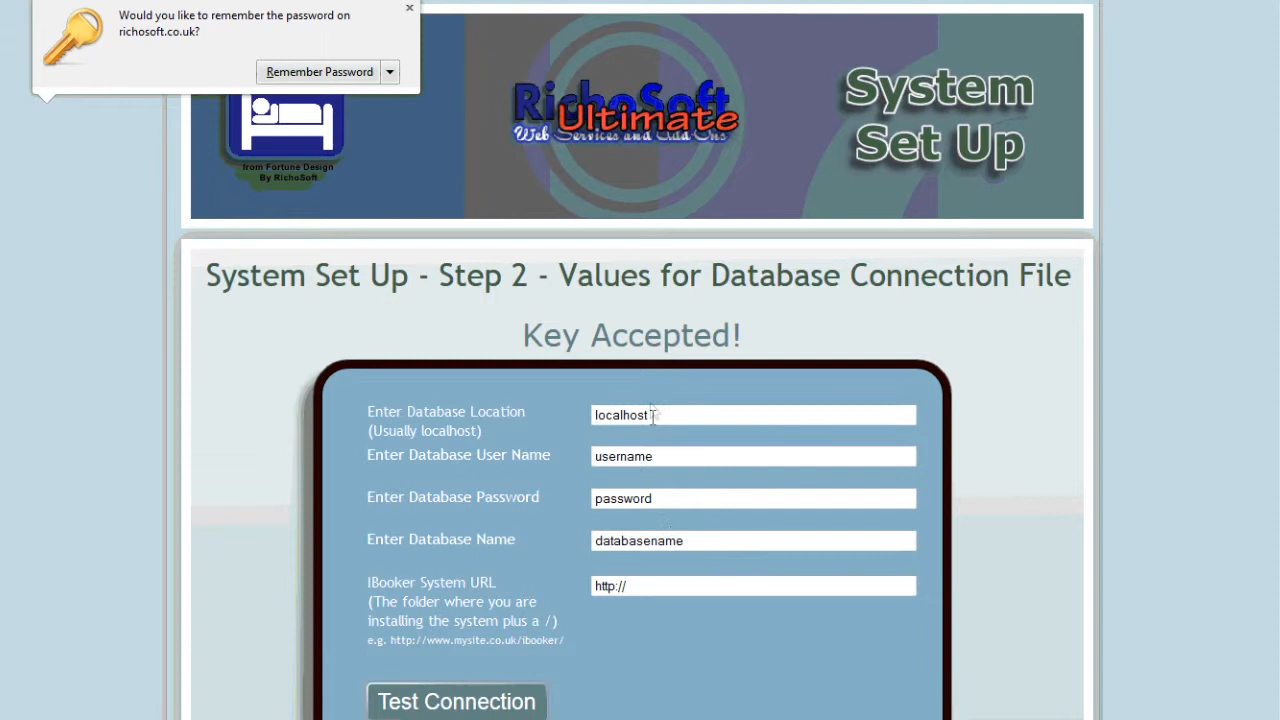 Would you like to remember the password on
richosoft.co.uk?
Remember Password
from Fortune Design
By RichoSoft
RichoSoft
Ultimate
Web Services and Add Ons
System
Set Up
System Set Up - Step 2 - Values for Database Connection File
Key Accepted!
Enter Database Location
(Usually localhost)
localhost
Enter Database User Name
username
Enter Database Password
password
Enter Database Name
databasename
IBooker System URL
(The folder where you are
installing the system plus a /)
e.g. http://www.mysite.co.uk/ibooker/
http://
Test Connection